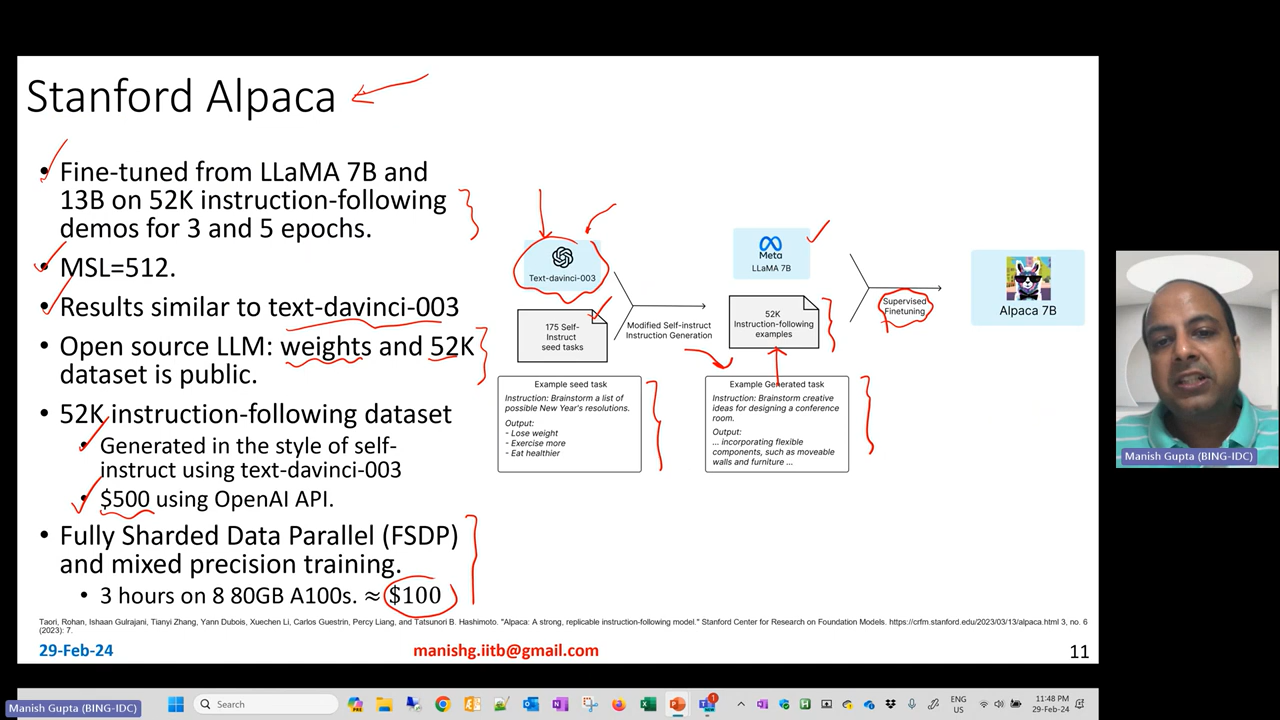 Stanford Alpaca
• Fine-tuned from LLaMA 7B and
13B on 52K instruction-following
demos for 3 and 5 epochs.
• MSL=512.
• Results similar to text-davinci-003
• Open source LLM: weights and 52K
dataset is public.
• 52K instruction-following dataset
• Generated in the style of self-
instruct using text-davinci-003
• $500 using OpenAI API.
• Fully Sharded Data Parallel (FSDP)
and mixed precision training.
• 3 hours on 8 80GB A100s. ≈ $100
Text-davinci-003
175 Self-
Instruct
seed tasks
Modified Self-instruct
Instruction Generation
Meta
LLaMA 7B
52K
Instruction-following
examples
Supervised
Finetuning
Alpaca 7B
Example seed task
Instruction: Brainstorm a list of
possible New Year's resolutions.
Output:
- Lose weight
- Exercise more
- Eat healthier
Example Generated task
Instruction: Brainstorm creative
ideas for designing a conference
room.
Output:
... incorporating flexible
components, such as moveable
walls and furniture ...
Taori, Rohan, Ishaan Gulrajani, Tianyi Zhang, Yann Dubois, Xuechen Li, Carlos Guestrin, Percy Liang, and Tatsunori B. Hashimoto. "Alpaca: A strong, replicable instruction-following model." Stanford Center for Research on Foundation Models. https://crfm.stanford.edu/2023/03/13/alpaca.html 3, no. 6
(2023): 7.
29-Feb-24
manishg.iitb@gmail.com
11
Manish Gupta (BING-IDC)
Manish Gupta (BING-IDC)
Search
1
ENG
US
11:48 PM
29-Feb-24